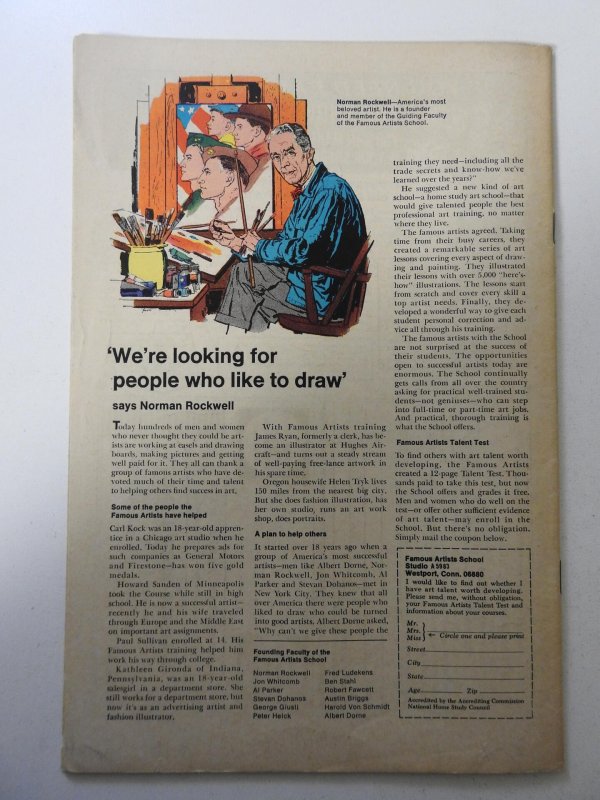 Norman Rockwell—America's most
beloved artist. He is a founder
and member of the Guiding Faculty
of the Famous Artists School.
'We're looking for
people who like to draw'
says Norman Rockwell
Today hundreds of men and women
who never thought they could be art-
ists are working at easels and drawing
boards, making pictures and getting
well paid for it. They all can thank a
group of famous artists who have de-
voted much of their time and talent
to helping others find success in art.
Some of the people the
Famous Artists have helped
Carl Kock was an 18-year-old appren-
tice in a Chicago art studio when he
enrolled. Today he prepares ads for
such companies as General Motors
and Firestone—has won five gold
medals.
Howard Sanden of Minneapolis
took the Course while still in high
school. He is now a successful artist—
recently he and his wife traveled
through Europe and the Middle East
on important art assignments.
Paul Sullivan enrolled at 14. His
Famous Artists training helped him
work his way through college.
Kathleen Gironda of Indiana,
Pennsylvania, was an 18-year-old
salesgirl in a department store. She
still works for a department store, but
now it's as an advertising artist and
fashion illustrator.
With Famous Artists training
James Ryan, formerly a clerk, has be-
come an illustrator at Hughes Air-
craft—and turns out a steady stream
of well-paying free-lance artwork in
his spare time.
Oregon housewife Helen Tryk lives
150 miles from the nearest big city.
But she does fashion illustration, has
her own studio, runs an art work
shop, does portraits.
A plan to help others
It started over 18 years ago when a
group of America's most successful
artists—men like Albert Dorne, Nor-
man Rockwell, Jon Whitcomb, Al
Parker and Stevan Dohanos—met in
New York City. They knew that all
over America there were people who
liked to draw who could be turned
into good artists. Albert Dorne asked,
"Why can't we give these people the
Founding Faculty of the
Famous Artists School
Norman Rockwell
Jon Whitcomb
Al Parker
Stevan Dohanos
George Giusti
Peter Helck
Fred Ludekens
Ben Stahl
Robert Fawcett
Austin Briggs
Harold Von Schmidt
Albert Dorne
training they need—including all the
trade secrets and know-how we've
learned over the years?"
He suggested a new kind of art
school—a home study art school—that
would give talented people the best
professional art training, no matter
where they live.
The famous artists agreed. Taking
time from their busy careers, they
created a remarkable series of art
lessons covering every aspect of draw-
ing and painting. They illustrated
their lessons with over 5,000 "here's-
how" illustrations. The lessons start
from scratch and cover every skill a
top artist needs. Finally, they de-
veloped a wonderful way to give each
student personal correction and ad-
vice all through his training.
The famous artists with the School
are not surprised at the success of
their students. The opportunities
open to successful artists today are
enormous. The School continually
gets calls from all over the country
asking for practical well-trained stu-
dents—not geniuses—who can step
into full-time or part-time art jobs.
And practical, thorough training is
what the School offers.
Famous Artists Talent Test
To find others with art talent worth
developing, the Famous Artists
created a 12-page Talent Test. Thou-
sands paid to take this test, but now
the School offers and grades it free.
Men and women who do well on the
test—or offer other sufficient evidence
of art talent—may enroll in the
School. But there's no obligation.
Simply mail the coupon below.
Famous Artists School
Studio A5983
Westport, Conn. 06880
I would like to find out whether I
have art talent worth developing.
Please send me, without obligation,
your Famous Artists Talent Test and
information about your courses.
Mr.
Mrs. ← Circle one and please print
Miss
Street
City
State
Age Zip
Accredited by the Accrediting Commission
National Home Study Council